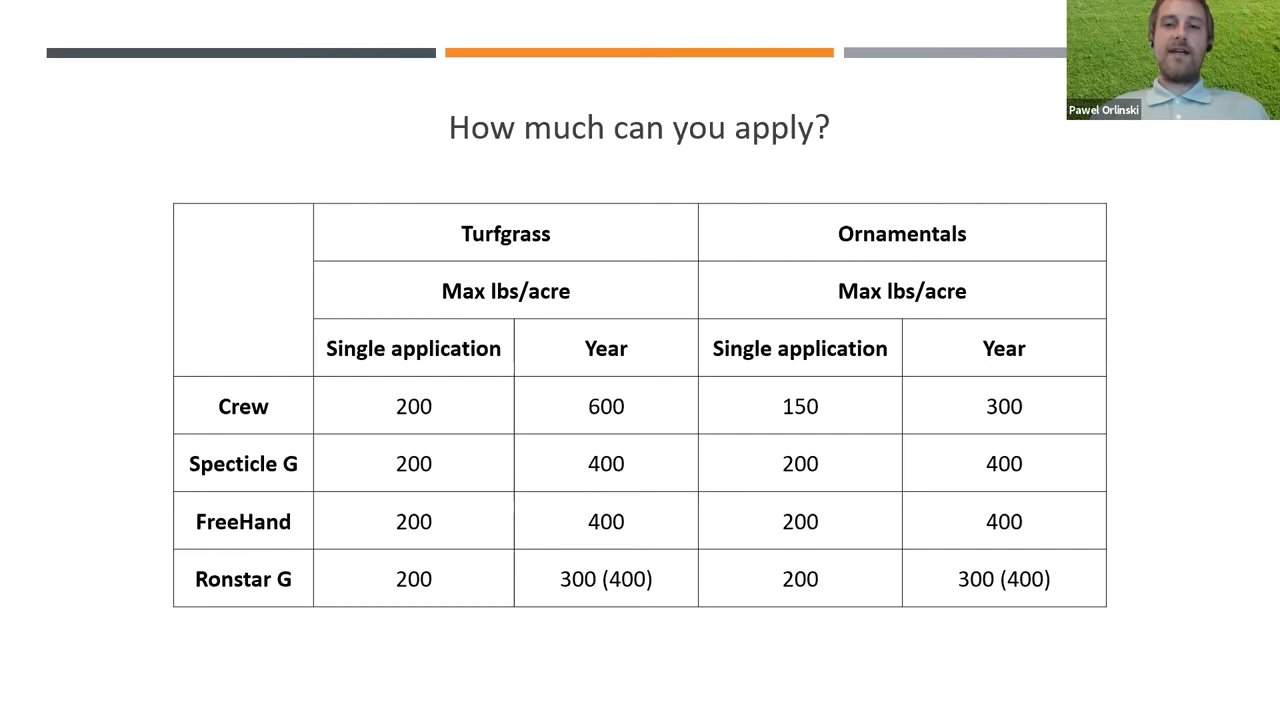 Pawel Orlinski
How much can you apply?
Turfgrass Ornamentals
Max lbs/acre Max lbs/acre
Single application Year Single application Year
Crew 200 600 150 300
Specticle G 200 400 200 400
FreeHand 200 400 200 400
Ronstar G 200 300 (400) 200 300 (400)